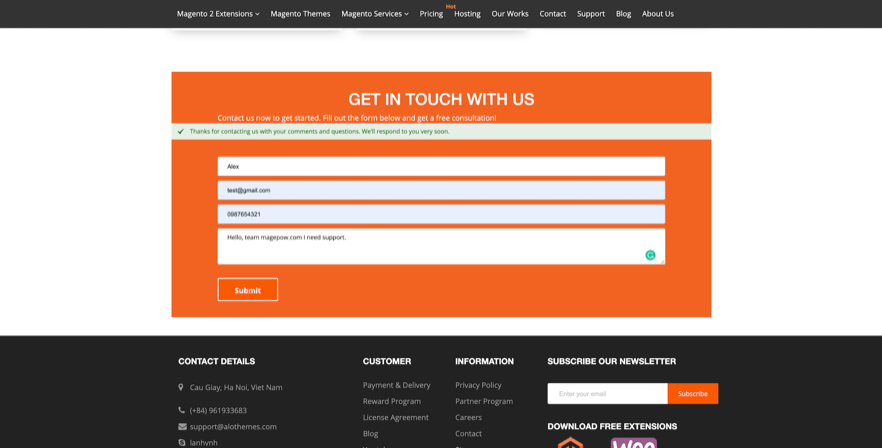 Hot
Magento 2 Extensions Magento Themes Magento Services Pricing Hosting Our Works Contact Support Blog About Us
GET IN TOUCH WITH US
Contact us now to get started. Fill out the form below and get a free consultation!
Thanks for contacting us with your comments and questions. We'll respond to you very soon.
Alex
test@gmail.com
0987654321
Hello, team magepow.com I need support.
Submit
CONTACT DETAILS
Cau Giay, Ha Noi, Viet Nam
(+84) 961933683
support@alothemes.com
lanhvnh
CUSTOMER
Payment & Delivery
Reward Program
License Agreement
Blog
INFORMATION
Privacy Policy
Partner Program
Careers
Contact
SUBSCRIBE OUR NEWSLETTER
Enter your email Subscribe
DOWNLOAD FREE EXTENSIONS
Woo